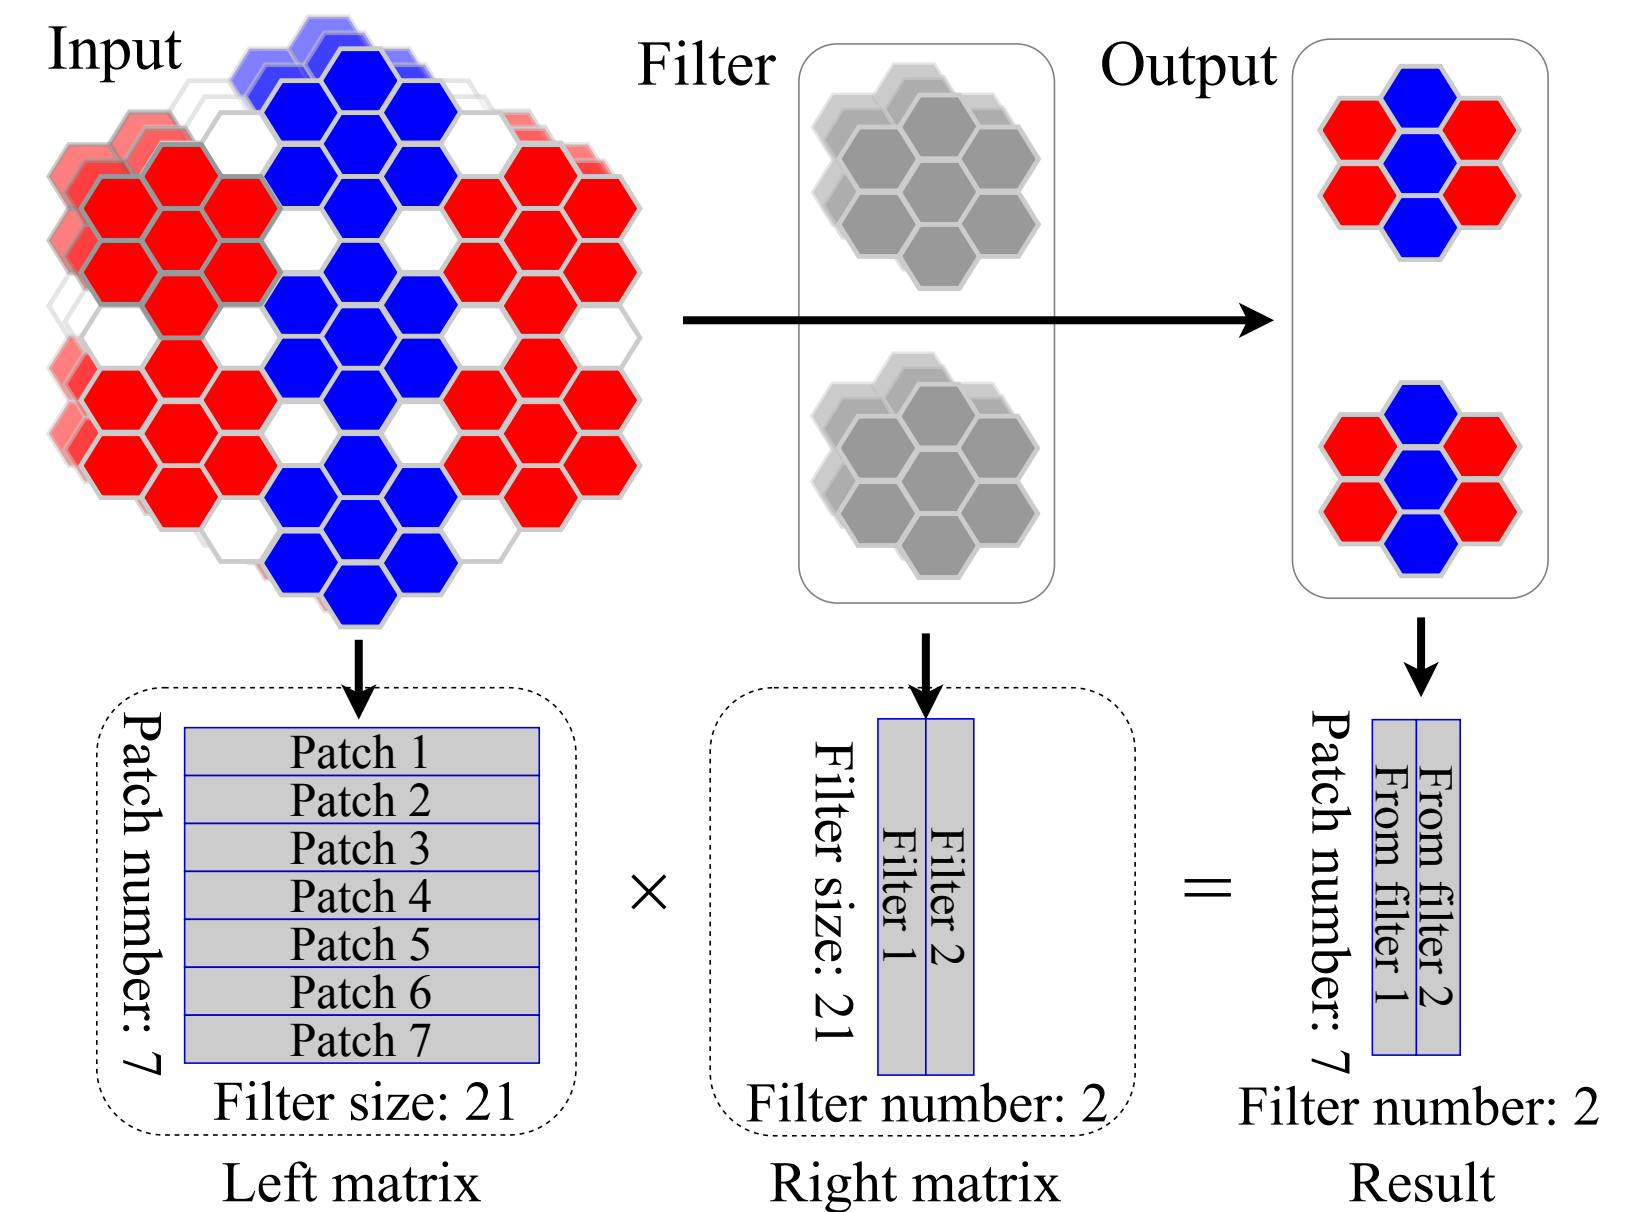 Input
Filter
Output
Patch number: 7
Patch 1
Patch 2
Patch 3
Patch 4
Patch 5
Patch 6
Patch 7
Filter size: 21
Left matrix
×
Filter size: 21
Filter 1
Filter 2
Filter number: 2
Right matrix
=
Patch number: 7
From filter 1
From filter 2
Filter number: 2
Result